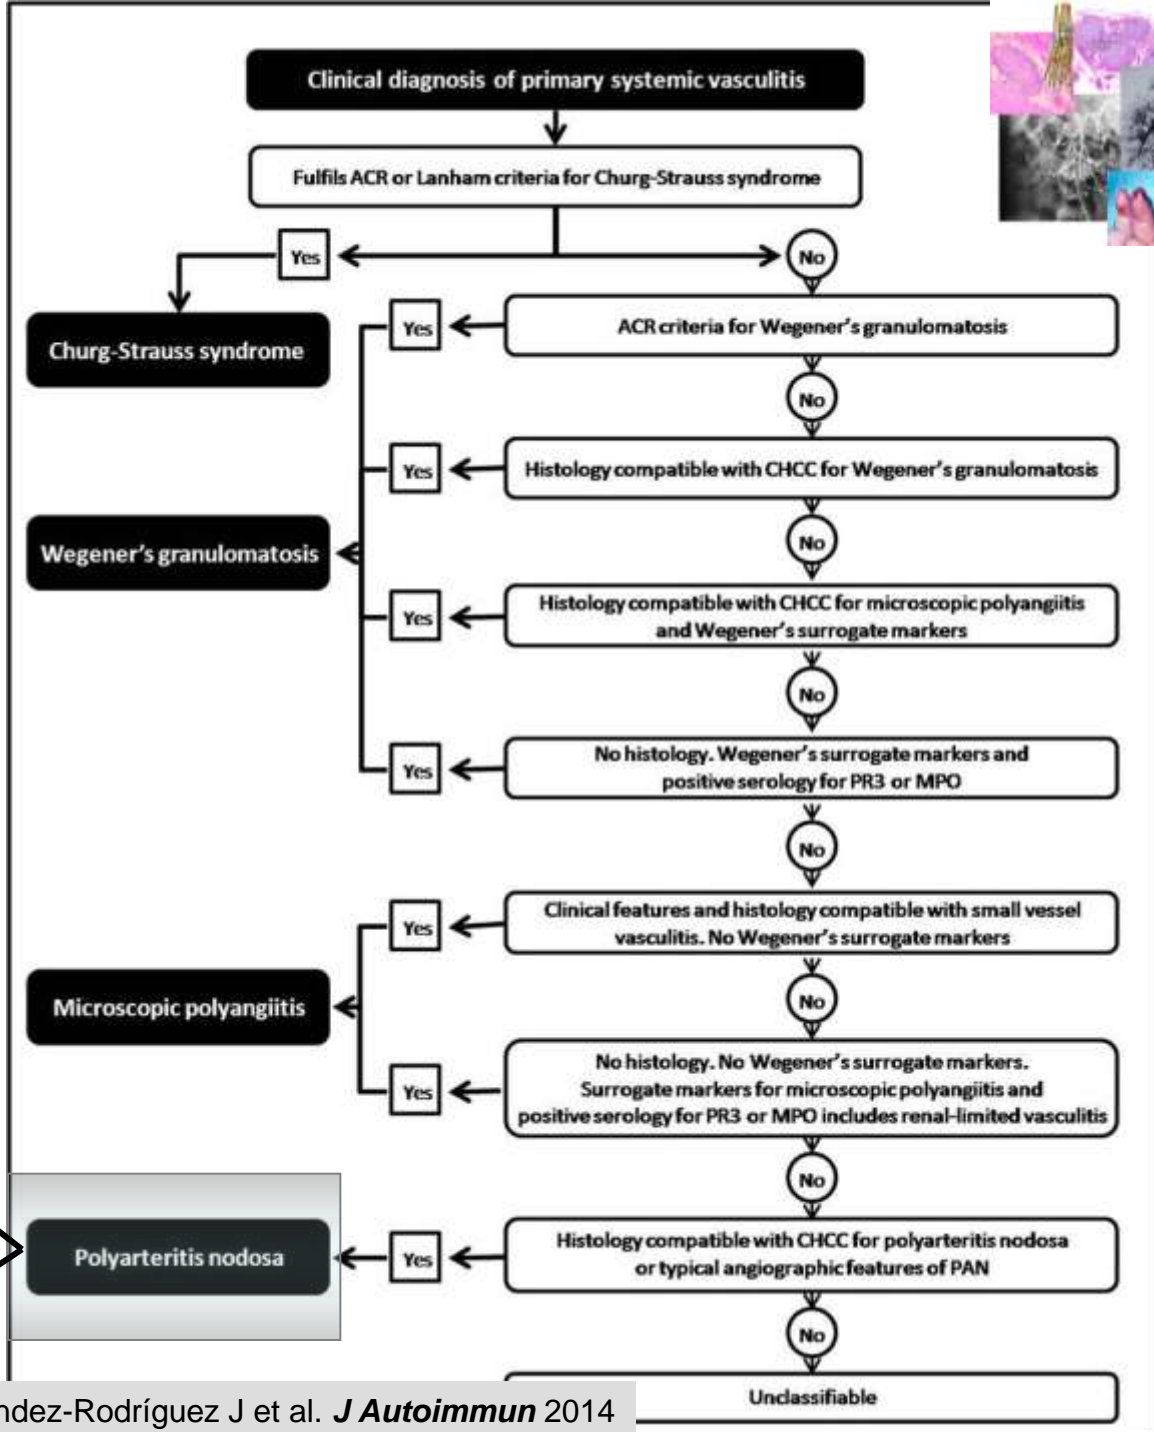 Clinical diagnosis of primary systemic vasculitis
Fulfils ACR or Lanham criteria for Churg-Strauss syndrome
Yes
No
Churg-Strauss syndrome
Yes
ACR criteria for Wegener's granulomatosis
No
Yes
Histology compatible with CHCC for Wegener's granulomatosis
No
Wegener's granulomatosis
Yes
Histology compatible with CHCC for microscopic polyangiitis
and Wegener's surrogate markers
No
Yes
No histology. Wegener's surrogate markers and
positive serology for PR3 or MPO
No
Yes
Clinical features and histology compatible with small vessel
vasculitis. No Wegener's surrogate markers
No
Microscopic polyangiitis
Yes
No histology. No Wegener's surrogate markers.
Surrogate markers for microscopic polyangiitis and
positive serology for PR3 or MPO includes renal-limited vasculitis
No
Polyarteritis nodosa
Yes
Histology compatible with CHCC for polyarteritis nodosa
or typical angiographic features of PAN
No
Unclassifiable
ndez-Rodríguez J et al. J Autoimmun 2014